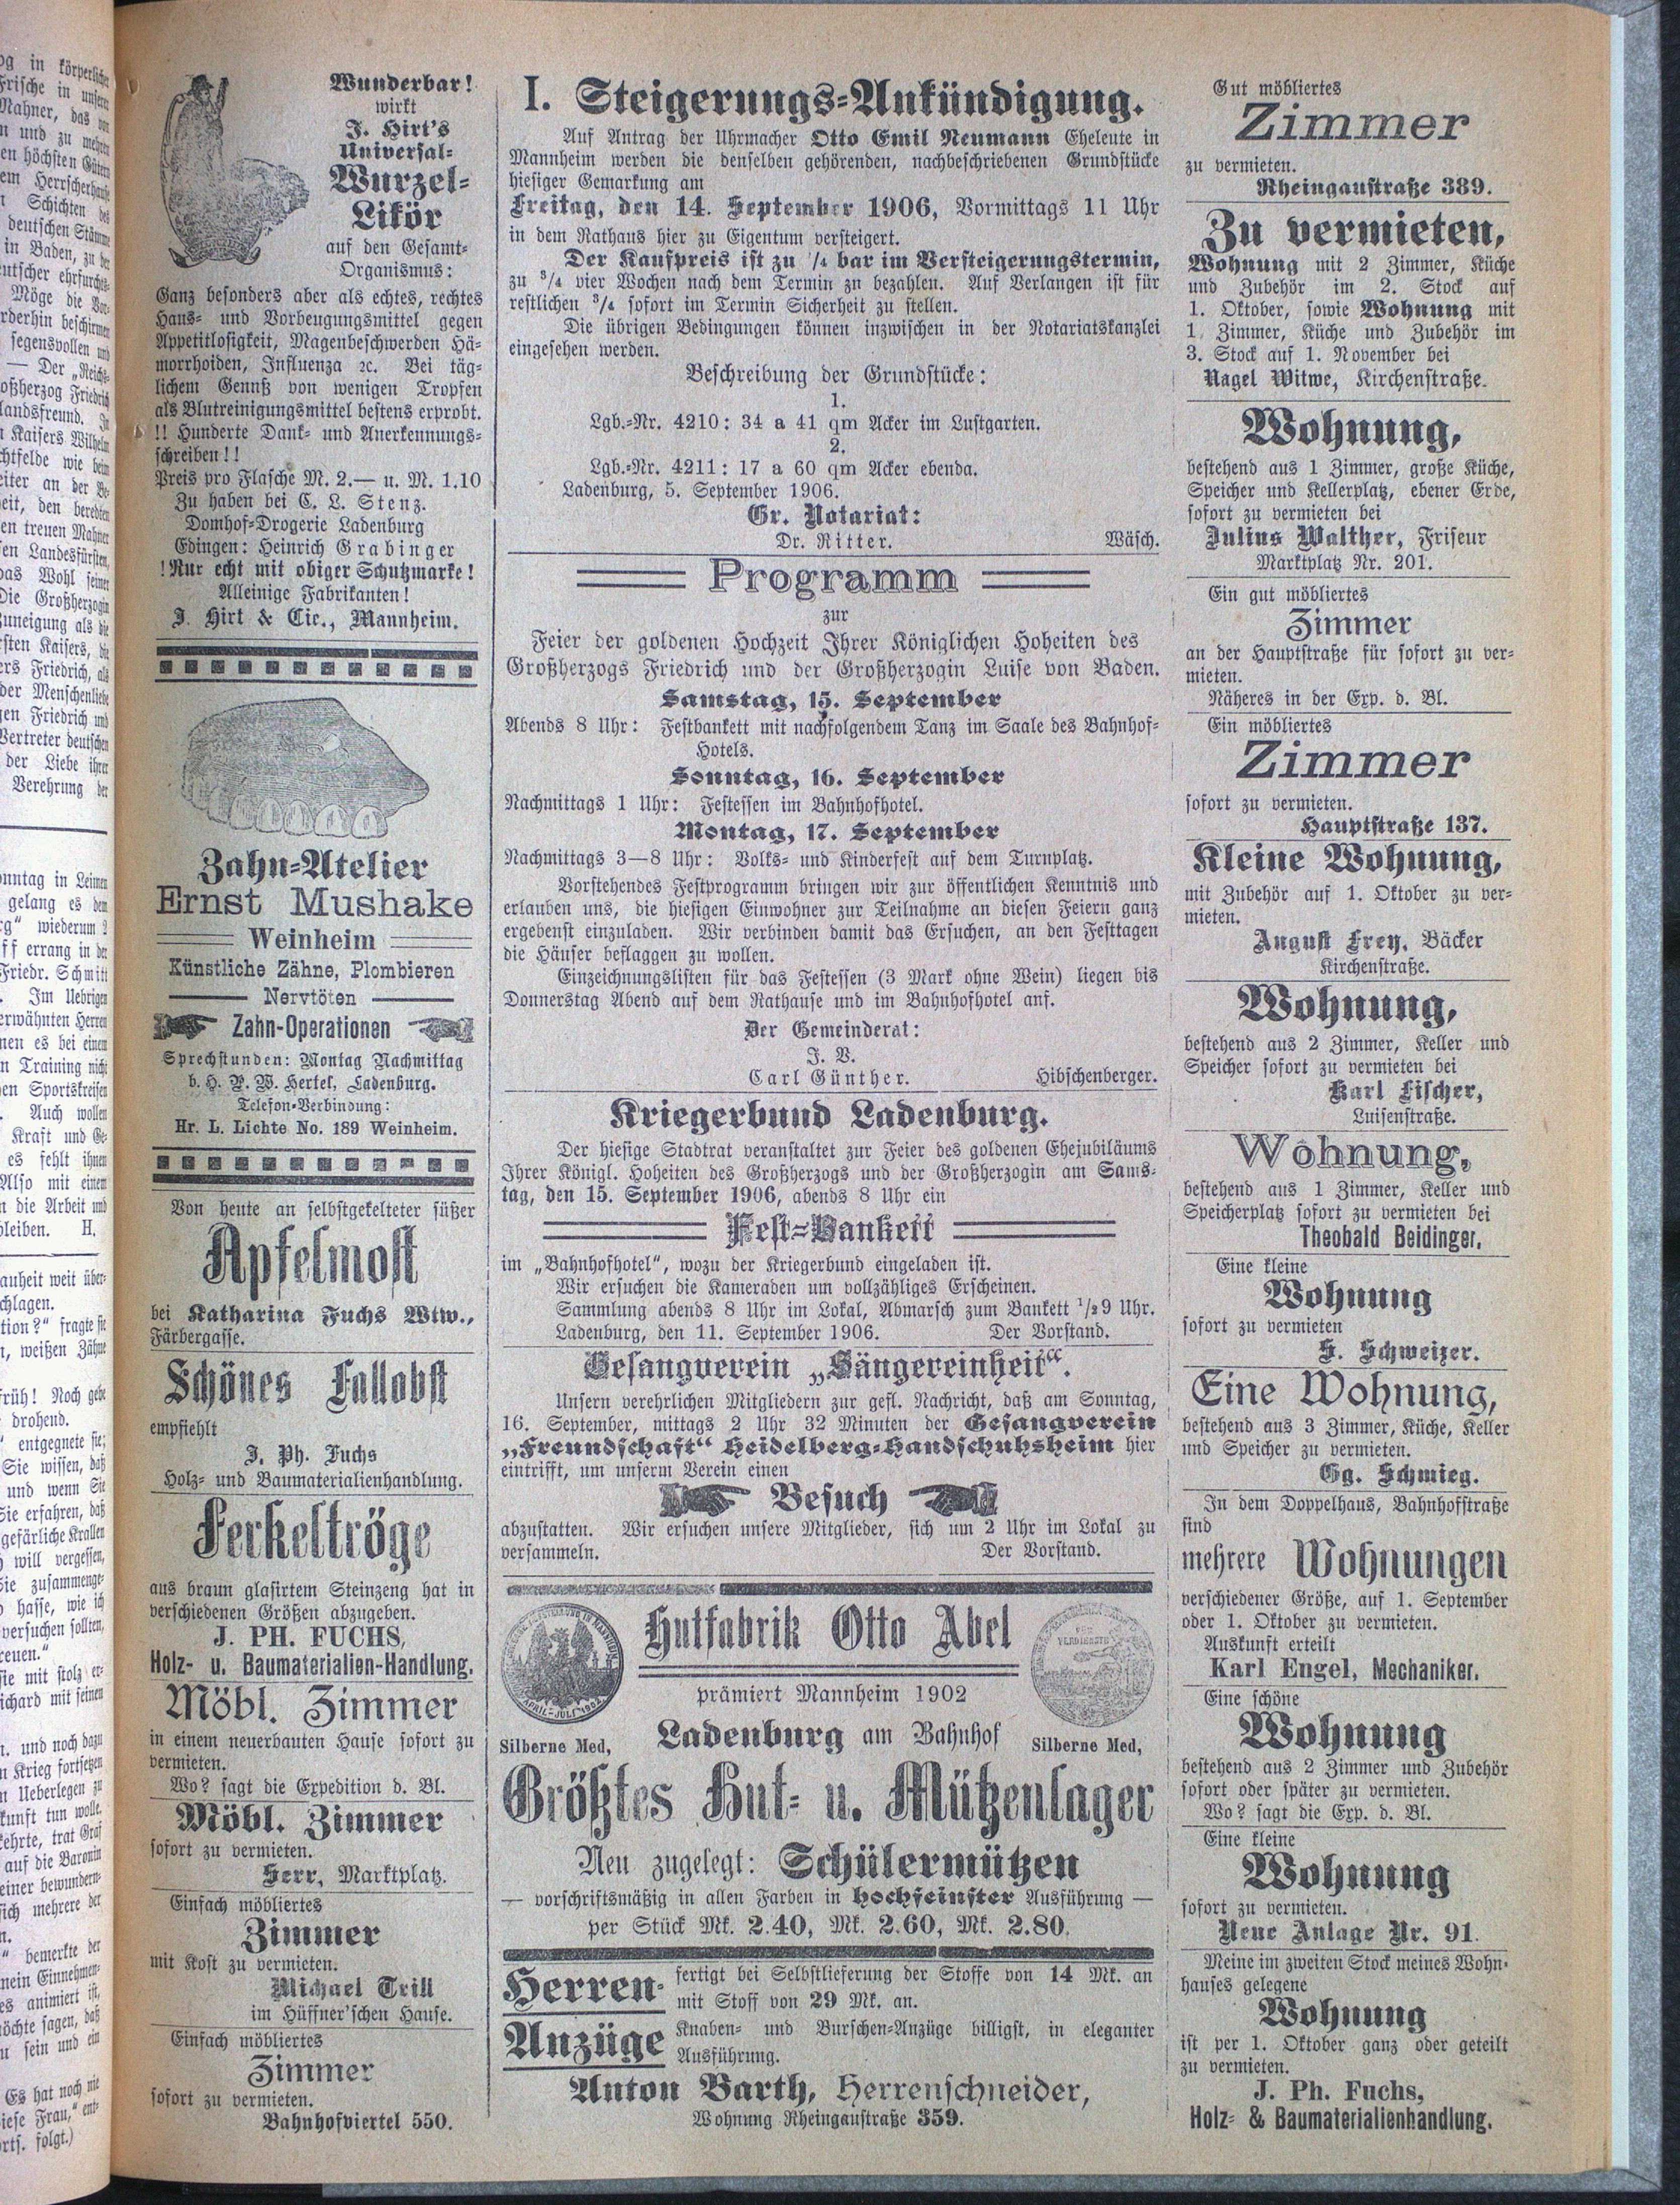 Wunderbar!
wirkt
J. Hirt's
Universal-
Wurzel-
Likör
auf den Gesamt-
Organismus:
Ganz besonders aber als echtes, rechtes
Haus- und Vorbeugungsmittel gegen
Appetitlosigkeit, Magenbeschwerden Hä-
morrhoiden, Influenza ꝛc. Bei täg-
lichem Genuß von wenigen Tropfen
als Blutreinigungsmittel bestens erprobt.
!! Hunderte Dank- und Anerkennungs-
schreiben!!
Preis pro Flasche M. 2.— u. M. 1.10
Zu haben bei C. L. Stenz.
Domhof-Drogerie Ladenburg
Edingen: Heinrich Grabinger
!Nur echt mit obiger Schutzmarke!
Alleinige Fabrikanten!
J. Hirt & Cie., Mannheim.
Zahn-Atelier
Ernst Mushake
Weinheim
Künstliche Zähne, Plombieren
Nervtöten
Zahn-Operationen
Sprechstunden: Montag Nachmittag
b. H. P. W. Hertel, Ladenburg.
Telefon-Verbindung:
Hr. L. Lichte No. 189 Weinheim.
Von heute an selbstgekelteter süßer
Apfelmost
bei Katharina Fuchs Wtw.,
Färbergasse.
Schönes Fallobst
empfiehlt
J. Ph. Fuchs
Holz- und Baumaterialienhandlung.
Ferkeltröge
aus braun glasirtem Steinzeug hat in
verschiedenen Größen abzugeben.
J. PH. FUCHS,
Holz- u. Baumaterialien-Handlung.
Möbl. Zimmer
in einem neuerbauten Hause sofort zu
vermieten.
Wo? sagt die Expedition d. Bl.
Möbl. Zimmer
sofort zu vermieten.
Herr, Marktplatz.
Einfach möbliertes
Zimmer
mit Kost zu vermieten.
Michael Trill
im Hüffner'schen Hause.
Einfach möbliertes
Zimmer
sofort zu vermieten.
Bahnhofviertel 550.
I. Steigerungs-Ankündigung.
Auf Antrag der Uhrmacher Otto Emil Neumann Eheleute in
Mannheim werden die denselben gehörenden, nachbeschriebenen Grundstücke
hiesiger Gemarkung am
Freitag, den 14. September 1906, Vormittags 11 Uhr
in dem Rathaus hier zu Eigentum versteigert.
Der Kaufpreis ist zu 1/4 bar im Versteigerungstermin,
zu 3/4 vier Wochen nach dem Termin zu bezahlen. Auf Verlangen ist für
restlichen 3/4 sofort im Termin Sicherheit zu stellen.
Die übrigen Bedingungen können inzwischen in der Notariatskanzlei
eingesehen werden.
Beschreibung der Grundstücke:
1.
Lgb.-Nr. 4210: 34 a 41 qm Acker im Lustgarten.
2.
Lgb.-Nr. 4211: 17 a 60 qm Acker ebenda.
Ladenburg, 5. September 1906.
Gr. Notariat:
Dr. Ritter. Wäsch.
Programm
zur
Feier der goldenen Hochzeit Ihrer Königlichen Hoheiten des
Großherzogs Friedrich und der Großherzogin Luise von Baden.
Samstag, 15. September
Abends 8 Uhr: Festbankett mit nachfolgendem Tanz im Saale des Bahnhof-
Hotels.
Sonntag, 16. September
Nachmittags 1 Uhr: Festessen im Bahnhofhotel.
Montag, 17. September
Nachmittags 3—8 Uhr: Volks- und Kinderfest auf dem Turnplatz.
Vorstehendes Festprogramm bringen wir zur öffentlichen Kenntnis und
erlauben uns, die hiesigen Einwohner zur Teilnahme an diesen Feiern ganz
ergebenst einzuladen. Wir verbinden damit das Ersuchen, an den Festtagen
die Häuser beflaggen zu wollen.
Einzeichnungslisten für das Festessen (3 Mark ohne Wein) liegen bis
Donnerstag Abend auf dem Rathause und im Bahnhofhotel auf.
Der Gemeinderat:
J. V.
Carl Günther. Hibschenberger.
Kriegerbund Ladenburg.
Der hiesige Stadtrat veranstaltet zur Feier des goldenen Ehejubiläums
Ihrer Königl. Hoheiten des Großherzogs und der Großherzogin am Sams-
tag, den 15. September 1906, abends 8 Uhr ein
Fest-Bankett
im „Bahnhofhotel“, wozu der Kriegerbund eingeladen ist.
Wir ersuchen die Kameraden um vollzähliges Erscheinen.
Sammlung abends 8 Uhr im Lokal, Abmarsch zum Bankett 1/2 9 Uhr.
Ladenburg, den 11. September 1906. Der Vorstand.
Gesangverein „Sängereinheit“.
Unsern verehrlichen Mitgliedern zur gefl. Nachricht, daß am Sonntag,
16. September, mittags 2 Uhr 32 Minuten der Gesangverein
„Freundschaft“ Heidelberg-Handschuhsheim hier
eintrifft, um unserm Verein einen
Besuch
abzustatten. Wir ersuchen unsere Mitglieder, sich um 2 Uhr im Lokal zu
versammeln. Der Vorstand.
Hutfabrik Otto Abel
prämiert Mannheim 1902
Ladenburg am Bahnhof
Silberne Med, Silberne Med,
Größtes Hut- u. Mützenlager
Neu zugelegt: Schülermützen
— vorschriftsmäßig in allen Farben in hochfeinster Ausführung —
per Stück Mk. 2.40, Mk. 2.60, Mk. 2.80.
Herren-
Anzüge
fertigt bei Selbstlieferung der Stoffe von 14 Mk. an
mit Stoff von 29 Mk. an.
Knaben- und Burschen-Anzüge billigst, in eleganter
Ausführung.
Anton Barth, Herrenschneider,
Wohnung Rheingaustraße 359.
Gut möbliertes
Zimmer
zu vermieten.
Rheingaustraße 389.
Zu vermieten,
Wohnung mit 2 Zimmer, Küche
und Zubehör im 2. Stock auf
1. Oktober, sowie Wohnung mit
1 Zimmer, Küche und Zubehör im
3. Stock auf 1. November bei
Nagel Witwe, Kirchenstraße.
Wohnung,
bestehend aus 1 Zimmer, große Küche,
Speicher und Kellerplatz, ebener Erde,
sofort zu vermieten bei
Julius Walther, Friseur
Marktplatz Nr. 201.
Ein gut möbliertes
Zimmer
an der Hauptstraße für sofort zu ver-
mieten.
Näheres in der Exp. d. Bl.
Ein möbliertes
Zimmer
sofort zu vermieten.
Hauptstraße 137.
Kleine Wohnung,
mit Zubehör auf 1. Oktober zu ver-
mieten.
August Frey, Bäcker
Kirchenstraße.
Wohnung,
bestehend aus 2 Zimmer, Keller und
Speicher sofort zu vermieten bei
Karl Fischer,
Luisenstraße.
Wohnung,
bestehend aus 1 Zimmer, Keller und
Speicherplatz sofort zu vermieten bei
Theobald Beidinger.
Eine kleine
Wohnung
sofort zu vermieten
H. Schweizer.
Eine Wohnung,
bestehend aus 3 Zimmer, Küche, Keller
und Speicher zu vermieten.
Gg. Schmieg.
In dem Doppelhaus, Bahnhofstraße
sind
mehrere Wohnungen
verschiedener Größe, auf 1. September
oder 1. Oktober zu vermieten.
Auskunft erteilt
Karl Engel, Mechaniker.
Eine schöne
Wohnung
bestehend aus 2 Zimmer und Zubehör
sofort oder später zu vermieten.
Wo? sagt die Exp. d. Bl.
Eine kleine
Wohnung
sofort zu vermieten.
Neue Anlage Nr. 91.
Meine im zweiten Stock meines Wohn-
hauses gelegene
Wohnung
ist per 1. Oktober ganz oder geteilt
zu vermieten.
J. Ph. Fuchs,
Holz- & Baumaterialienhandlung.